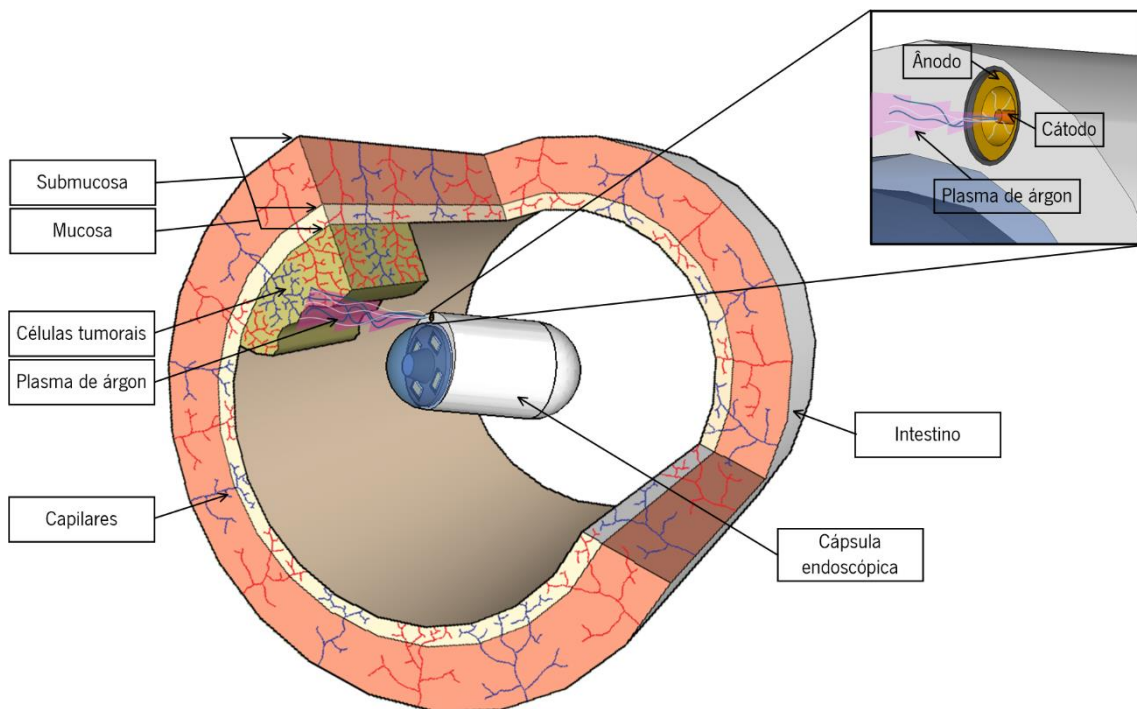 Submucosa
Mucosa
Células tumorais
Plasma de árgon
Capilares
Ânodo
Cátodo
Plasma de árgon
Intestino
Cápsula
endoscópica